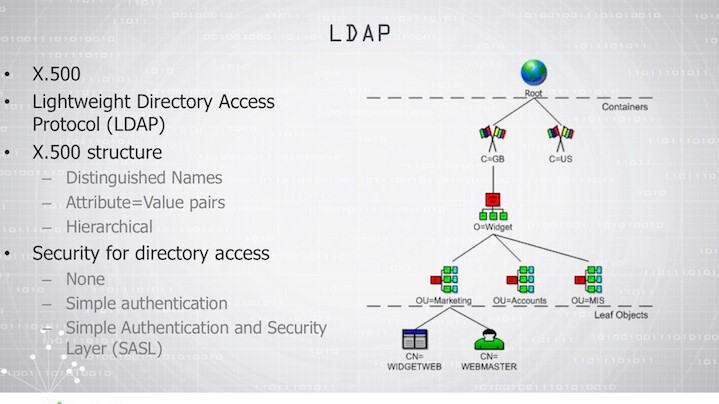 LDAP
• X.500
• Lightweight Directory Access
Protocol (LDAP)
• X.500 structure
– Distinguished Names
– Attribute=Value pairs
– Hierarchical
• Security for directory access
– None
– Simple authentication
– Simple Authentication and Security
Layer (SASL)
Root
Containers
C=GB
C=US
O=Widget
OU=Marketing
OU=Accounts
OU=MIS
Leaf Objects
CN=
WIDGETWEB
CN=
WEBMASTER